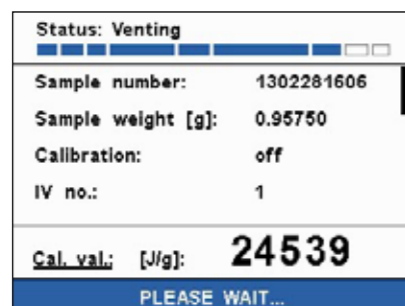 Status: Venting
Sample number: 1302281606
Sample weight [g]: 0.95750
Calibration: off
IV no.: 1
Cal. val.: [J/g]: 24539
PLEASE WAIT...